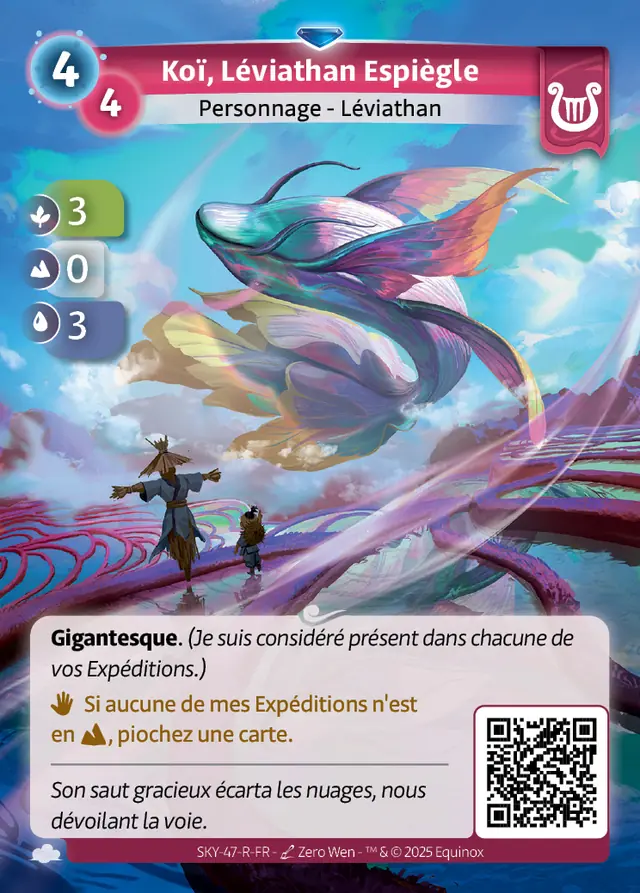 4
4
Koï, Léviathan Espiègle
Personnage - Léviathan
3
0
3
Gigantesque. (Je suis considéré présent dans chacune de
vos Expéditions.)
Si aucune de mes Expéditions n'est
en , piochez une carte.
Son saut gracieux écarta les nuages, nous
dévoilant la voie.
SKY-47-R-FR - Zero Wen - ™ & © 2025 Equinox